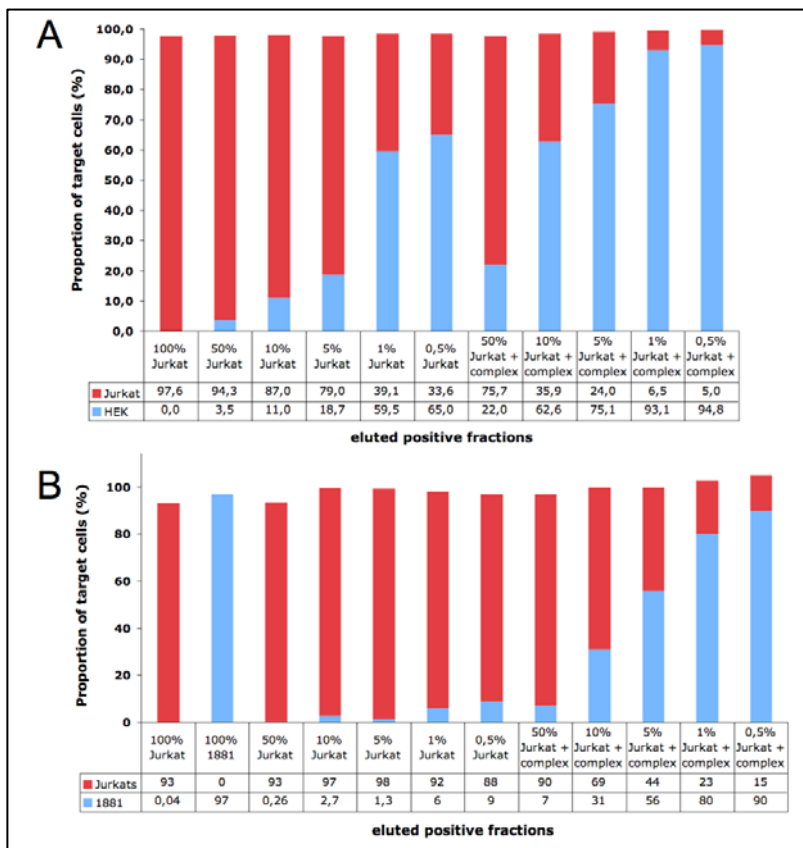 A
100,0
90,0
80,0
70,0
60,0
50,0
40,0
30,0
20,0
10,0
0,0
Proportion of target cells (%)
100% Jurkat 50% Jurkat 10% Jurkat 5% Jurkat 1% Jurkat 0,5% Jurkat 50% Jurkat + complex 10% Jurkat + complex 5% Jurkat + complex 1% Jurkat + complex 0,5% Jurkat + complex
Jurkat 97,6 94,3 87,0 79,0 39,1 33,6 75,7 35,9 24,0 6,5 5,0
HEK 0,0 3,5 11,0 18,7 59,5 65,0 22,0 62,6 75,1 93,1 94,8
eluted positive fractions
B
100
80
60
40
20
0
Proportion of target cells (%)
100% Jurkat 100% 1881 50% Jurkat 10% Jurkat 5% Jurkat 1% Jurkat 0,5% Jurkat 50% Jurkat + complex 10% Jurkat + complex 5% Jurkat + complex 1% Jurkat + complex 0,5% Jurkat + complex
Jurkats 93 0 93 97 98 92 88 90 69 44 23 15
1881 0,04 97 0,26 2,7 1,3 6 9 7 31 56 80 90
eluted positive fractions